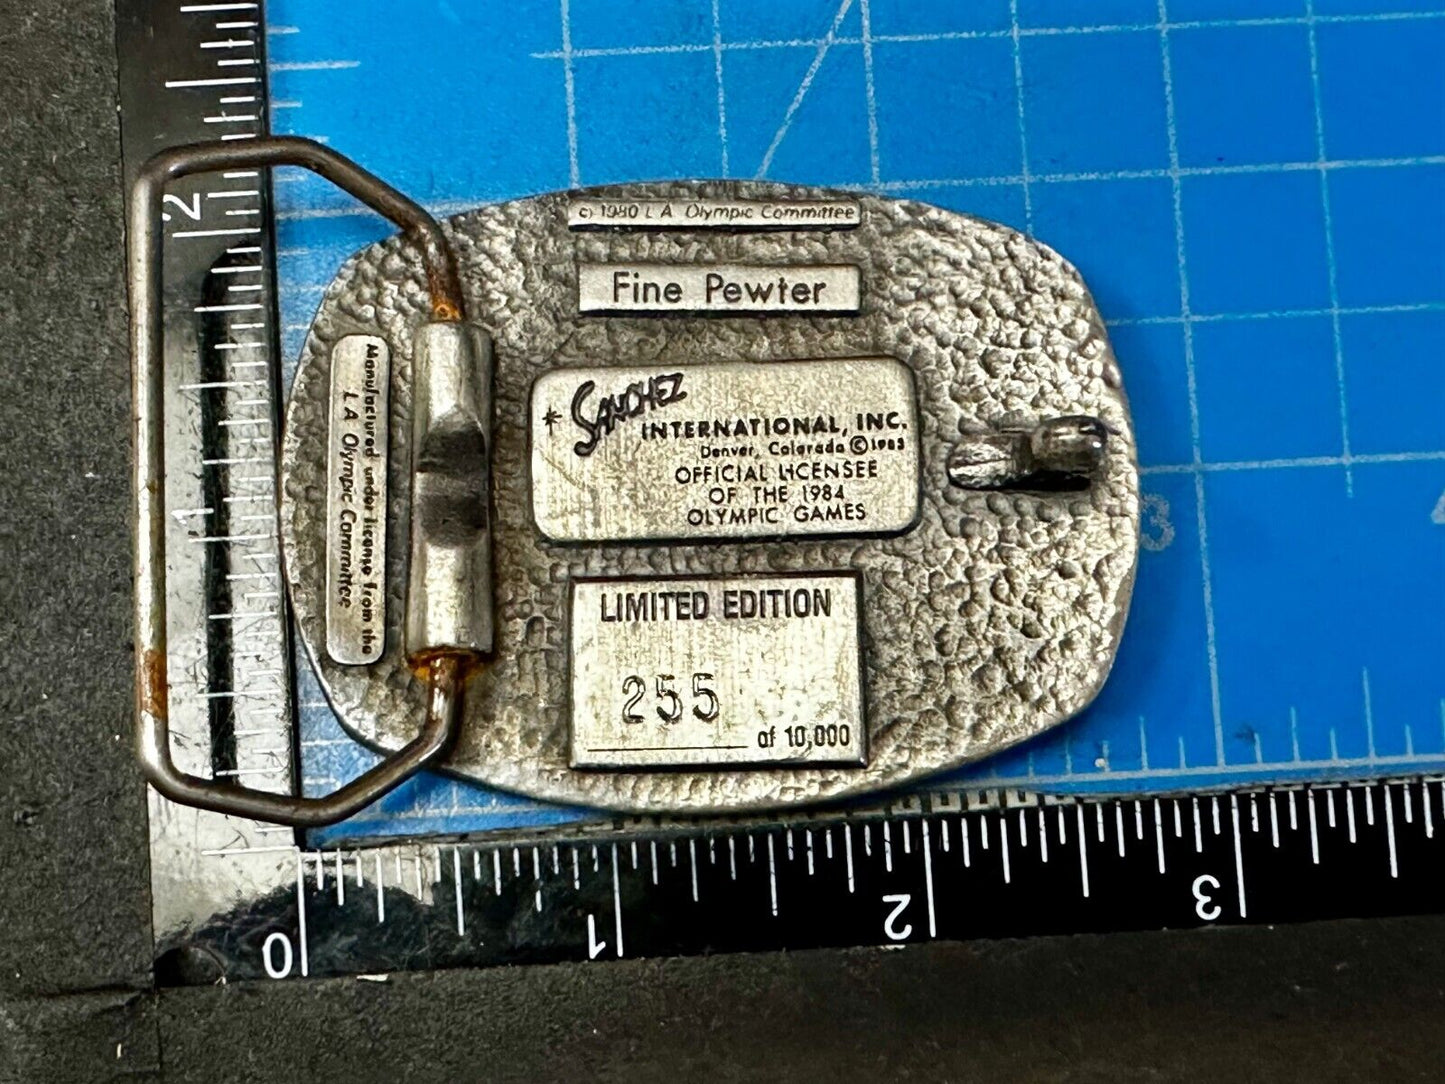 c) 1980 L A Olympic Committee
Fine Pewter
Manufactured under license from the
L A Olympic Committee
* SANCHEZ
INTERNATIONAL, INC.
Denver, Colorado © 1983
OFFICIAL LICENSEE
OF THE 1984
OLYMPIC GAMES
LIMITED EDITION
255
of 10,000
2
1
3
0 1 2 3